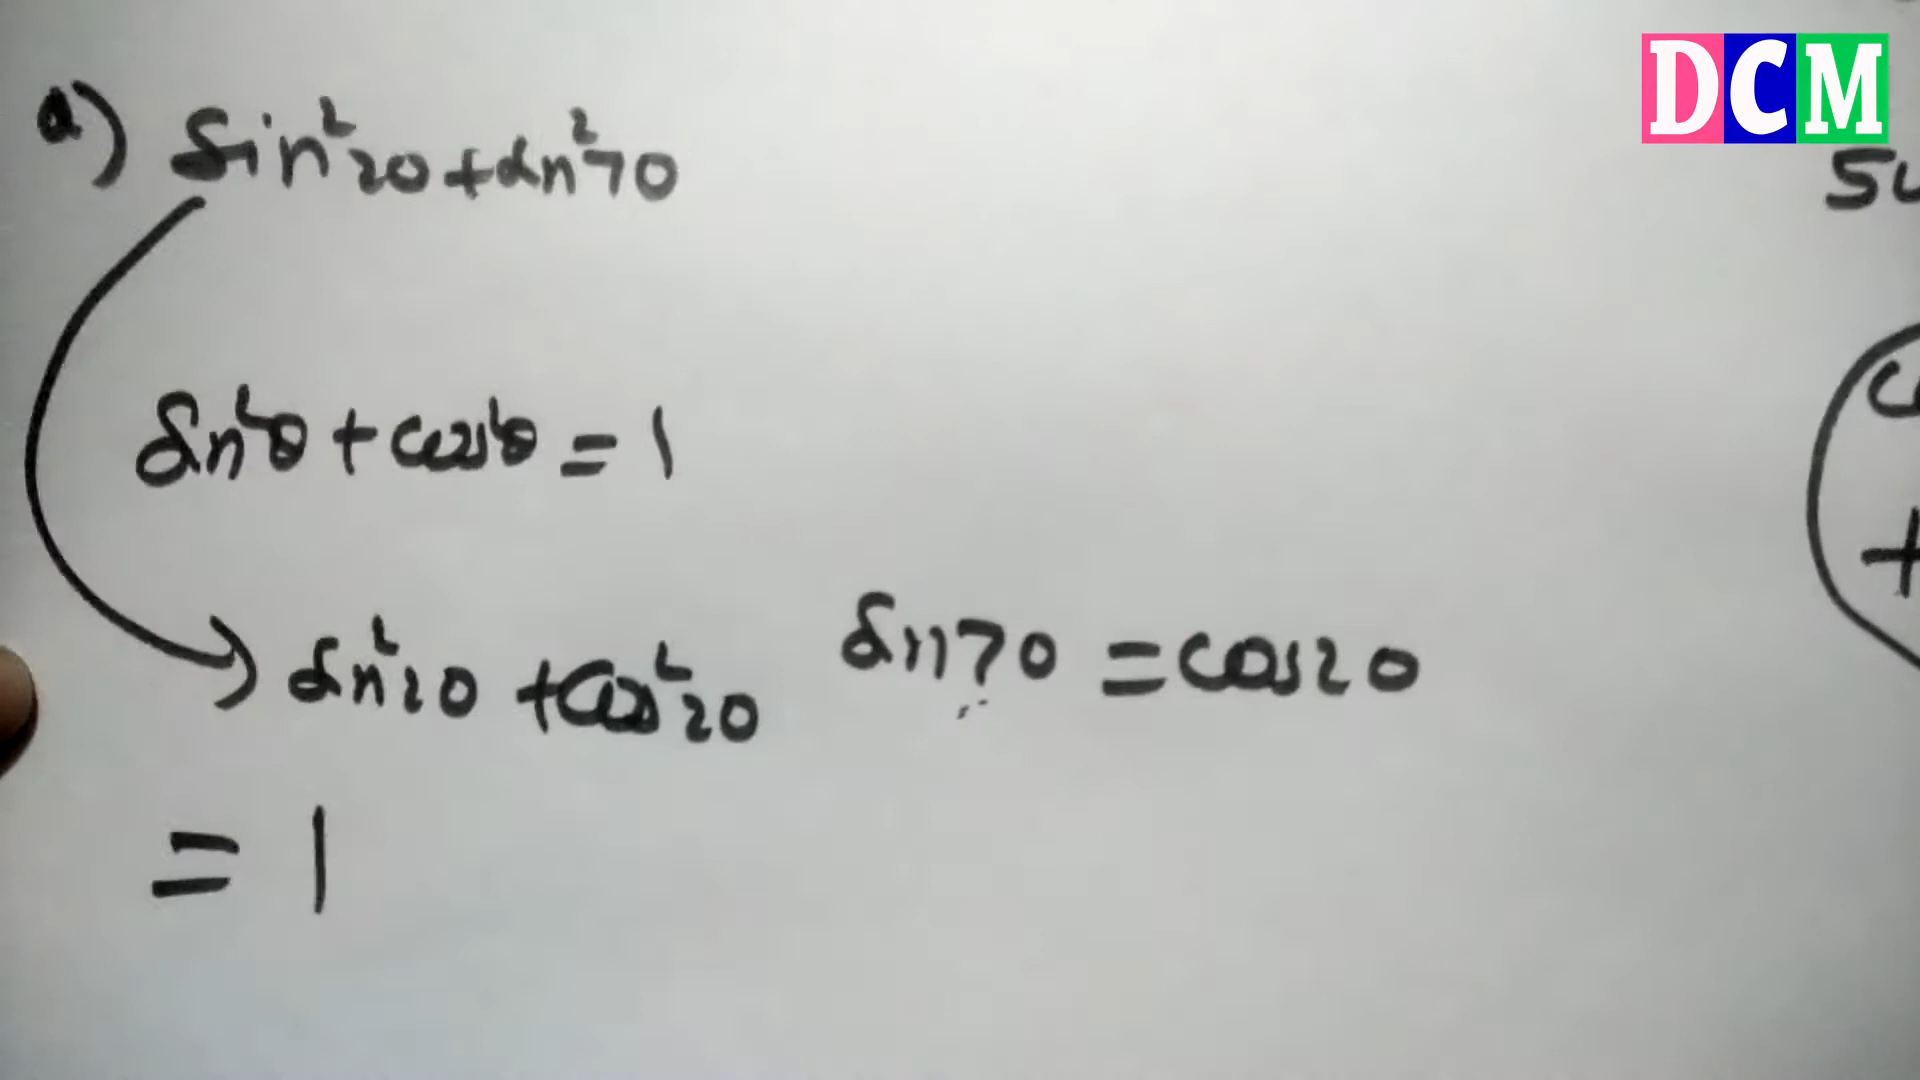 DCM
a) Sin²20+sin²70
sin²θ + cos²θ = 1
sin²20 +cos²20
sin70 = cos20
= 1
+